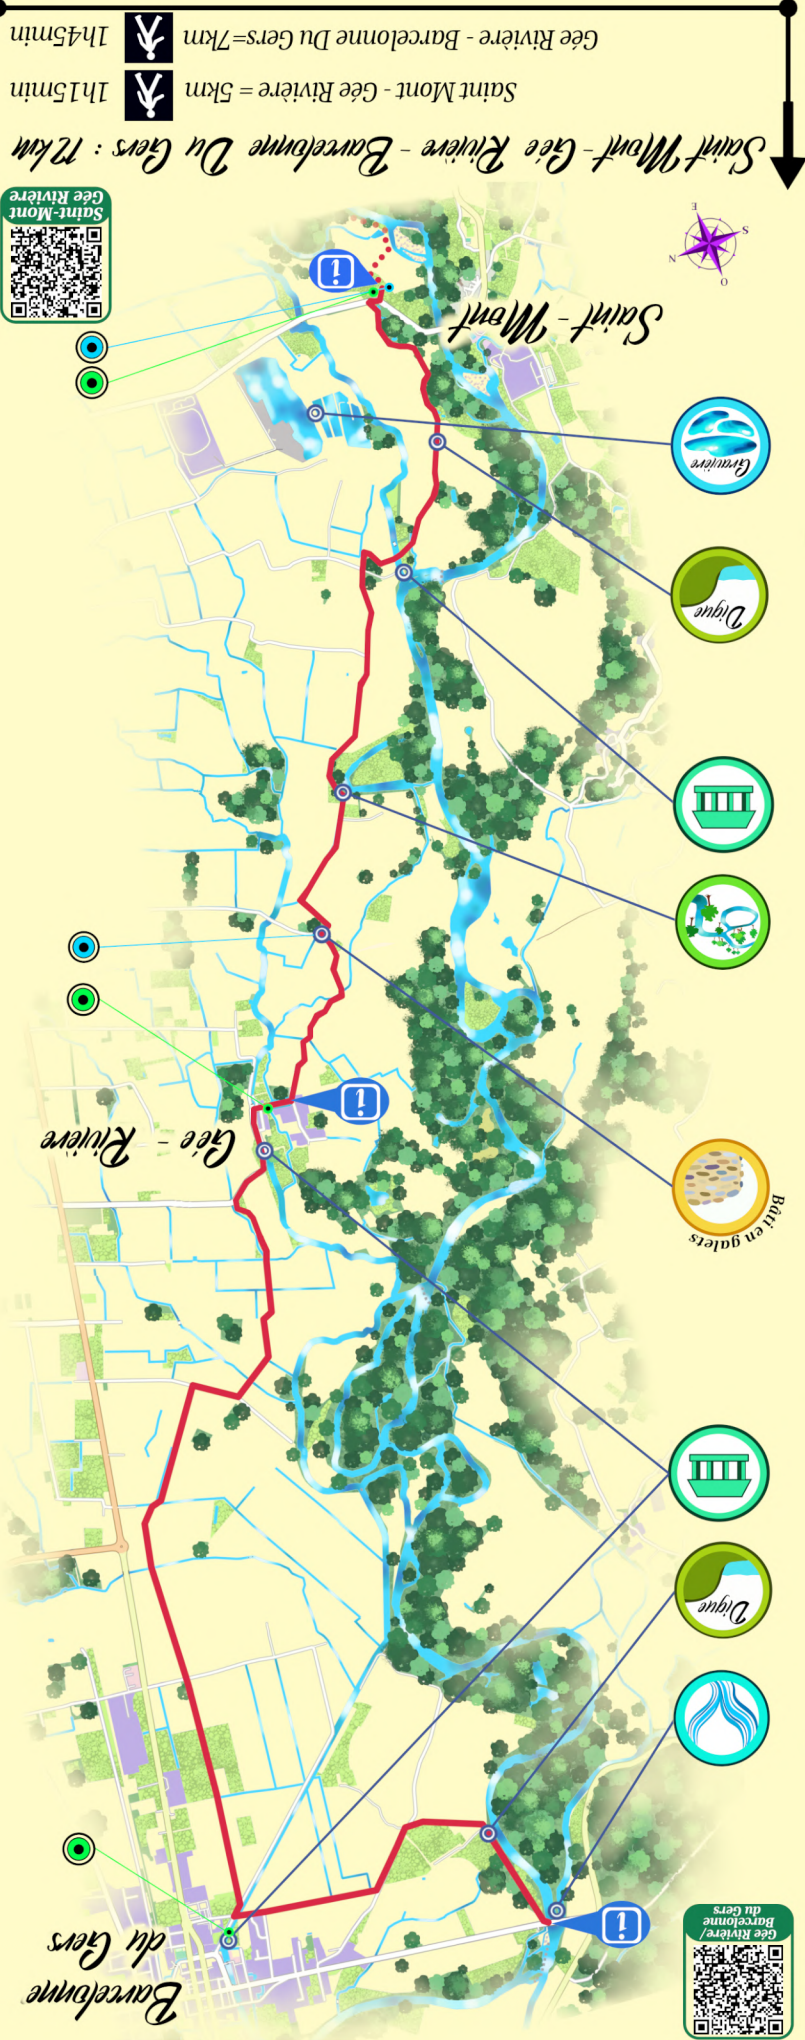 Gée Rivière/
Barcelonne
du Gers
Barcelonne
du Gers
i
Digue
Bâti en galets
Gée - Rivière
i
Digue
Gravière
Saint - Mont
i
O
N
S
E
Saint-Mont
Gée Rivière
Saint Mont-Gée Rivière - Barcelonne Du Gers : 12 km
Saint Mont - Gée Rivière = 5km 1h15min
Gée Rivière - Barcelonne Du Gers=7km 1h45min